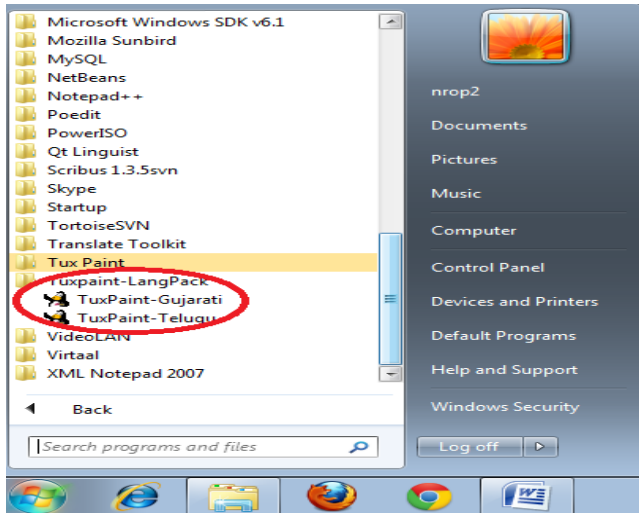 Microsoft Windows SDK v6.1
Mozilla Sunbird
MySQL
NetBeans
Notepad++
Poedit
PowerISO
Qt Linguist
Scribus 1.3.5svn
Skype
Startup
TortoiseSVN
Translate Toolkit
Tux Paint
Tuxpaint-LangPack
TuxPaint-Gujarati
TuxPaint-Telugu
VideoLAN
Virtaal
XML Notepad 2007
Back
Search programs and files
nrop2
Documents
Pictures
Music
Computer
Control Panel
Devices and Printers
Default Programs
Help and Support
Windows Security
Log off